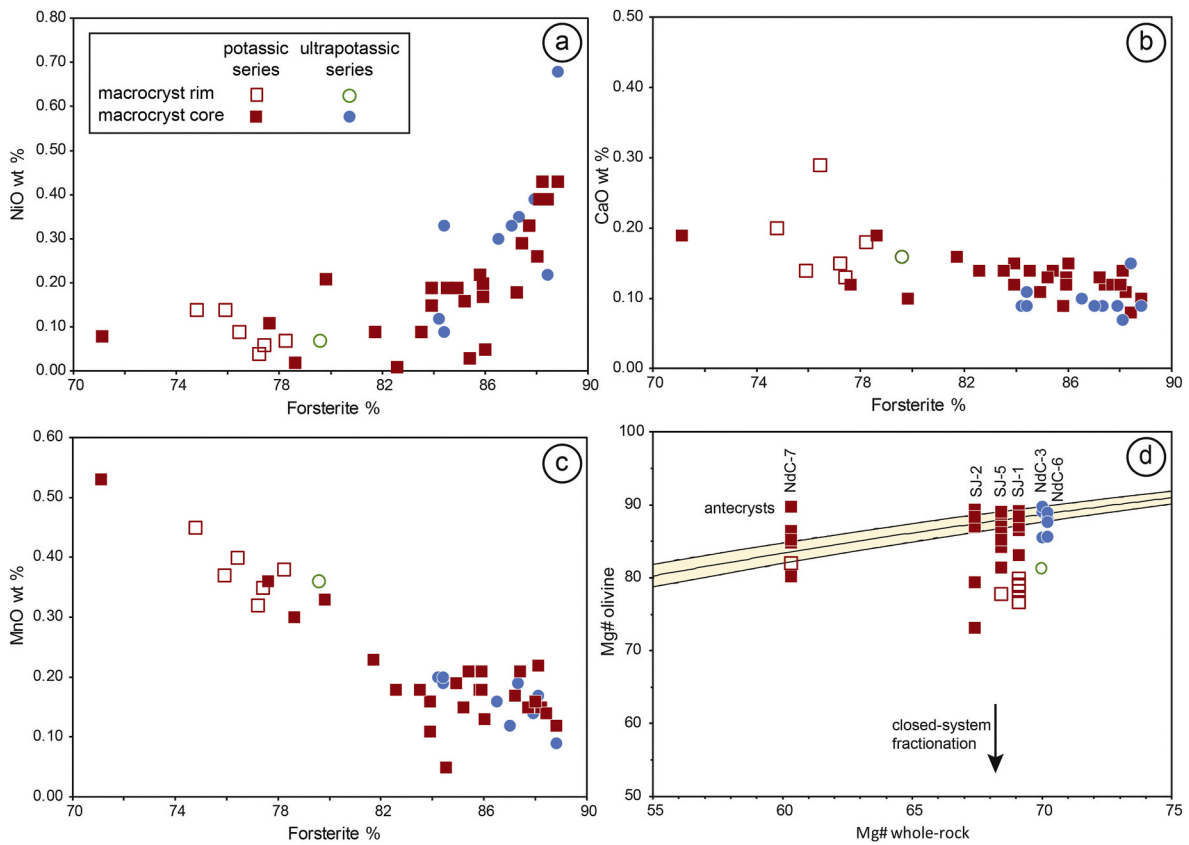 a
potassic series
ultrapotassic series
macrocryst rim
macrocryst core
NiO wt %
0.80
0.70
0.60
0.50
0.40
0.30
0.20
0.10
0.00
70
74
78
82
86
90
Forsterite %
b
CaO wt %
0.50
0.40
0.30
0.20
0.10
0.00
70
74
78
82
86
90
Forsterite %
c
MnO wt %
0.60
0.50
0.40
0.30
0.20
0.10
0.00
70
74
78
82
86
90
Forsterite %
d
Mg# olivine
100
90
80
70
60
50
NdC-7
SJ-2
SJ-5
SJ-1
NdC-3
NdC-6
antecrysts
closed-system
fractionation
55
60
65
70
75
Mg# whole-rock